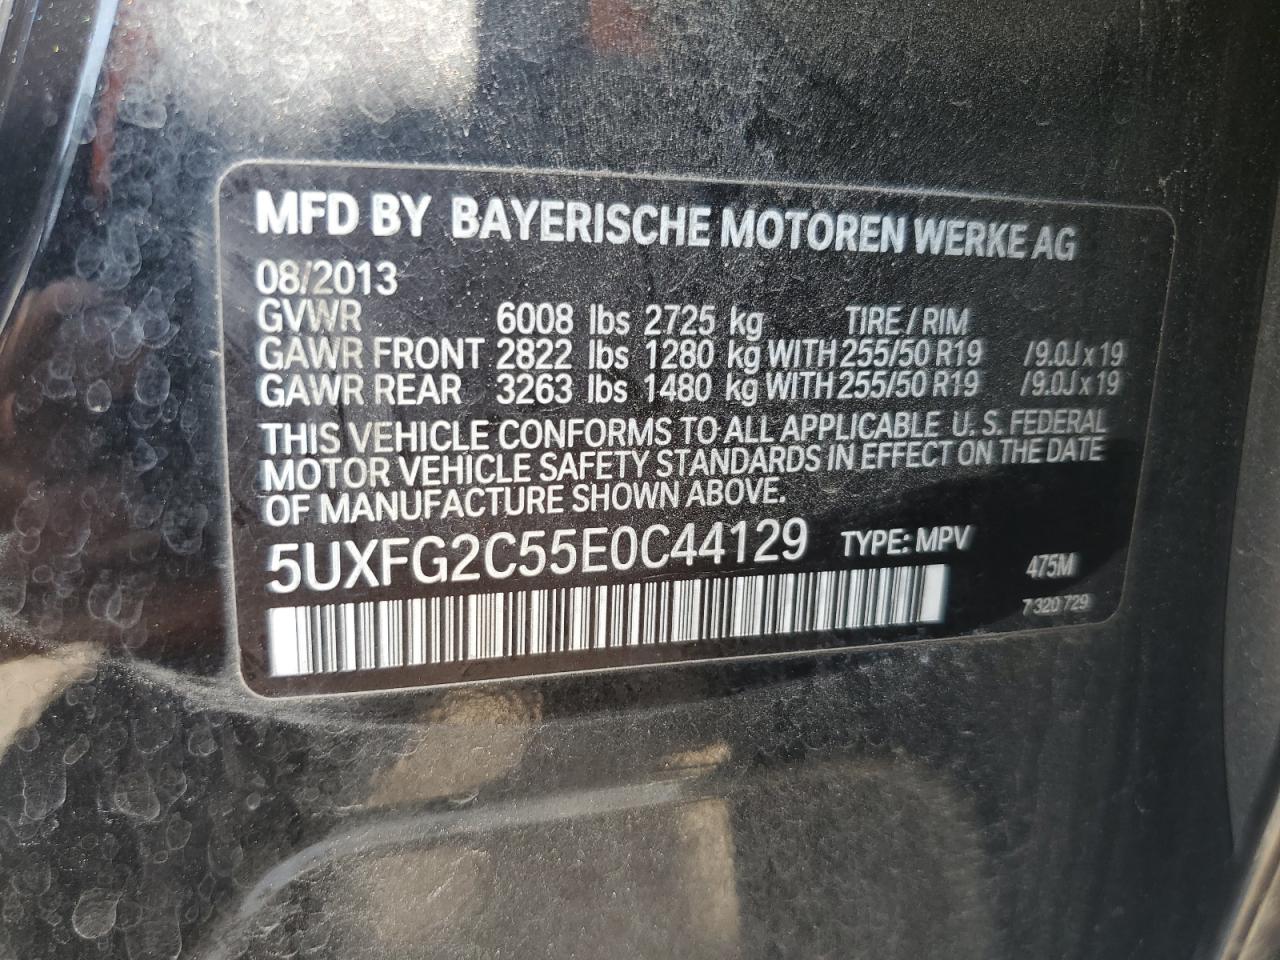 MFD BY BAYERISCHE MOTOREN WERKE AG
08/2013
GVWR 6008 lbs 2725 kg TIRE / RIM
GAWR FRONT 2822 lbs 1280 kg WITH 255/50 R19 /9.0J x 19
GAWR REAR 3263 lbs 1480 kg WITH 255/50 R19 /9.0J x 19
THIS VEHICLE CONFORMS TO ALL APPLICABLE U. S. FEDERAL
MOTOR VEHICLE SAFETY STANDARDS IN EFFECT ON THE DATE
OF MANUFACTURE SHOWN ABOVE.
5UXFG2C55E0C44129 TYPE: MPV
475M
7 320 729